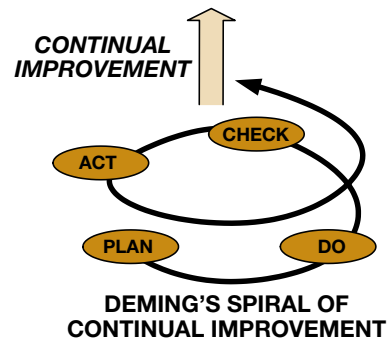 CONTINUAL
IMPROVEMENT
CHECK
ACT
PLAN
DO
DEMING'S SPIRAL OF
CONTINUAL IMPROVEMENT